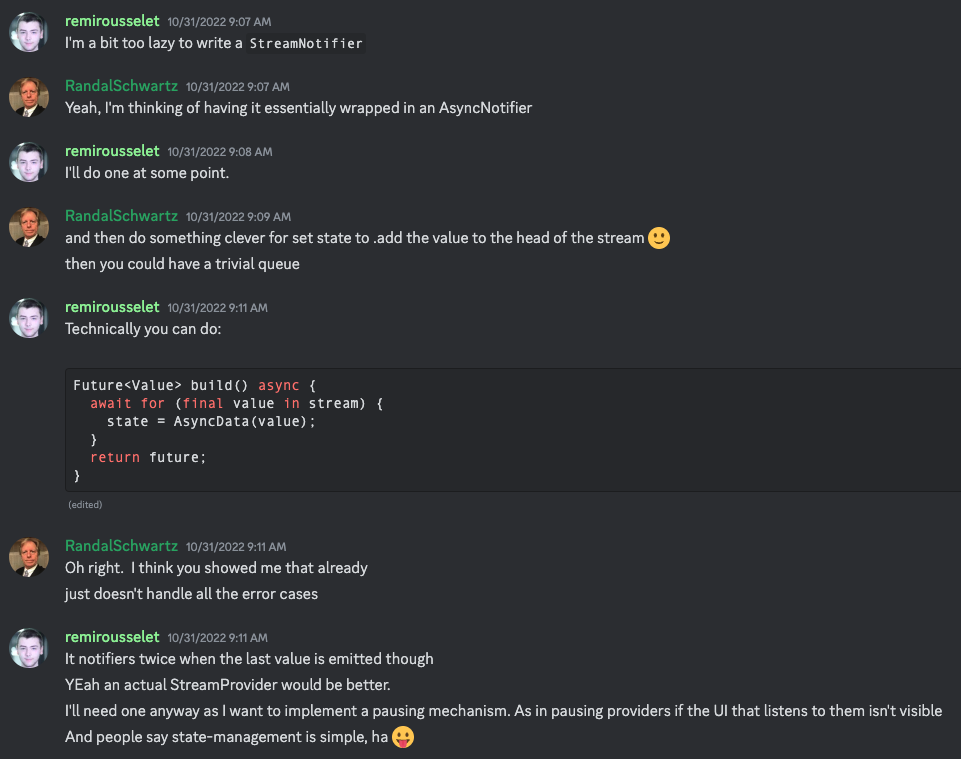 remirousselet 10/31/2022 9:07 AM
I'm a bit too lazy to write a StreamNotifier
RandalSchwartz 10/31/2022 9:07 AM
Yeah, I'm thinking of having it essentially wrapped in an AsyncNotifier
remirousselet 10/31/2022 9:08 AM
I'll do one at some point.
RandalSchwartz 10/31/2022 9:09 AM
and then do something clever for set state to .add the value to the head of the stream 🙂
then you could have a trivial queue
remirousselet 10/31/2022 9:11 AM
Technically you can do:
Future<Value> build() async {
  await for (final value in stream) {
    state = AsyncData(value);
  }
  return future;
}
(edited)
RandalSchwartz 10/31/2022 9:11 AM
Oh right.  I think you showed me that already
just doesn't handle all the error cases
remirousselet 10/31/2022 9:11 AM
It notifiers twice when the last value is emitted though
YEah an actual StreamProvider would be better.
I'll need one anyway as I want to implement a pausing mechanism. As in pausing providers if the UI that listens to them isn't visible
And people say state-management is simple, ha 😛